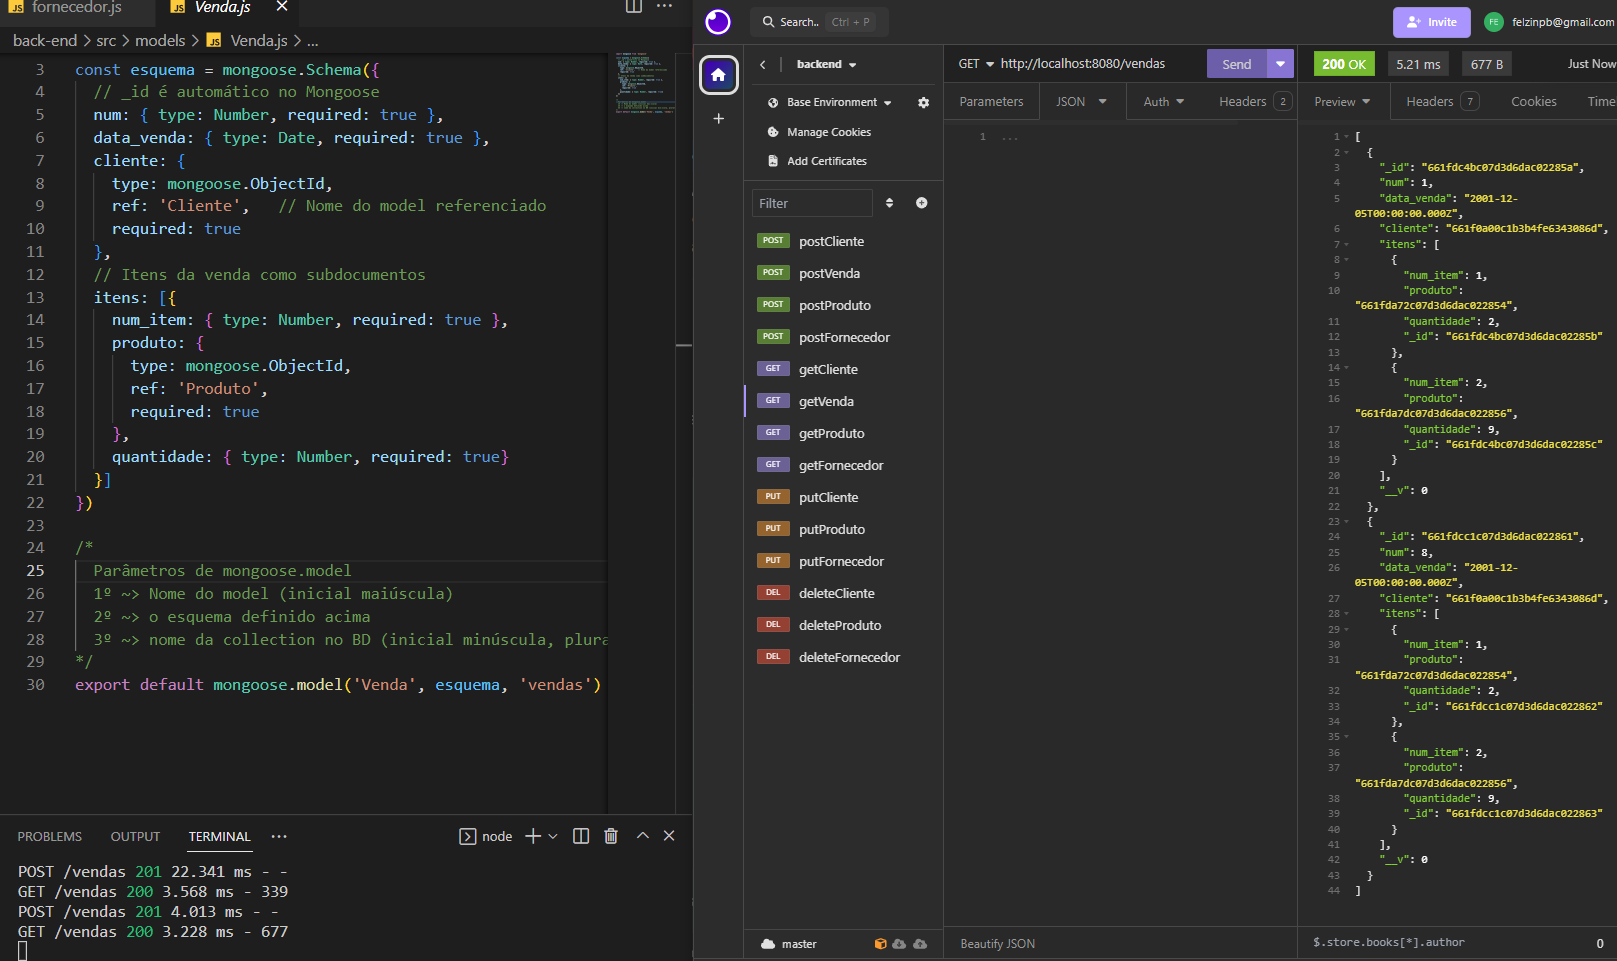 fornecedor.js
Venda.js
back-end > src > models > Venda.js > ...
3 const esquema = mongoose.Schema({
4 // _id é automático no Mongoose
5 num: { type: Number, required: true },
6 data_venda: { type: Date, required: true },
7 cliente: {
8 type: mongoose.ObjectId,
9 ref: 'Cliente', // Nome do model referenciado
10 required: true
11 },
12 // Itens da venda como subdocumentos
13 itens: [{
14 num_item: { type: Number, required: true },
15 produto: {
16 type: mongoose.ObjectId,
17 ref: 'Produto',
18 required: true
19 },
20 quantidade: { type: Number, required: true}
21 }]
22 })
23
24 /*
25 Parâmetros de mongoose.model
26 1º ~> Nome do model (inicial maiúscula)
27 2º ~> o esquema definido acima
28 3º ~> nome da collection no BD (inicial minúscula, plura
29 */
30 export default mongoose.model('Venda', esquema, 'vendas')
PROBLEMS OUTPUT TERMINAL ...
node
POST /vendas 201 22.341 ms - -
GET /vendas 200 3.568 ms - 339
POST /vendas 201 4.013 ms - -
GET /vendas 200 3.228 ms - 677
Search.. Ctrl + P
Invite
FE felzinpb@gmail.com
backend
Base Environment
Manage Cookies
Add Certificates
Filter
POST postCliente
POST postVenda
POST postProduto
POST postFornecedor
GET getCliente
GET getVenda
GET getProduto
GET getFornecedor
PUT putCliente
PUT putProduto
PUT putFornecedor
DEL deleteCliente
DEL deleteProduto
DEL deleteFornecedor
master
GET http://localhost:8080/vendas
Send
Parameters JSON Auth Headers 2
1 ...
Beautify JSON
200 OK 5.21 ms 677 B Just Now
Preview Headers 7 Cookies Time
1 [
2 {
3 "_id": "661fdc4bc07d3d6dac02285a",
4 "num": 1,
5 "data_venda": "2001-12-
05T00:00:00.000Z",
6 "cliente": "661f0a00c1b3b4fe6343086d",
7 "itens": [
8 {
9 "num_item": 1,
10 "produto":
"661fda72c07d3d6dac022854",
11 "quantidade": 2,
12 "_id": "661fdc4bc07d3d6dac02285b"
13 },
14 {
15 "num_item": 2,
16 "produto":
"661fda7dc07d3d6dac022856",
17 "quantidade": 9,
18 "_id": "661fdc4bc07d3d6dac02285c"
19 }
20 ],
21 "__v": 0
22 },
23 {
24 "_id": "661fdcc1c07d3d6dac022861",
25 "num": 8,
26 "data_venda": "2001-12-
05T00:00:00.000Z",
27 "cliente": "661f0a00c1b3b4fe6343086d",
28 "itens": [
29 {
30 "num_item": 1,
31 "produto":
"661fda72c07d3d6dac022854",
32 "quantidade": 2,
33 "_id": "661fdcc1c07d3d6dac022862"
34 },
35 {
36 "num_item": 2,
37 "produto":
"661fda7dc07d3d6dac022856",
38 "quantidade": 9,
39 "_id": "661fdcc1c07d3d6dac022863"
40 }
41 ],
42 "__v": 0
43 }
44 ]
$.store.books[*].author 0